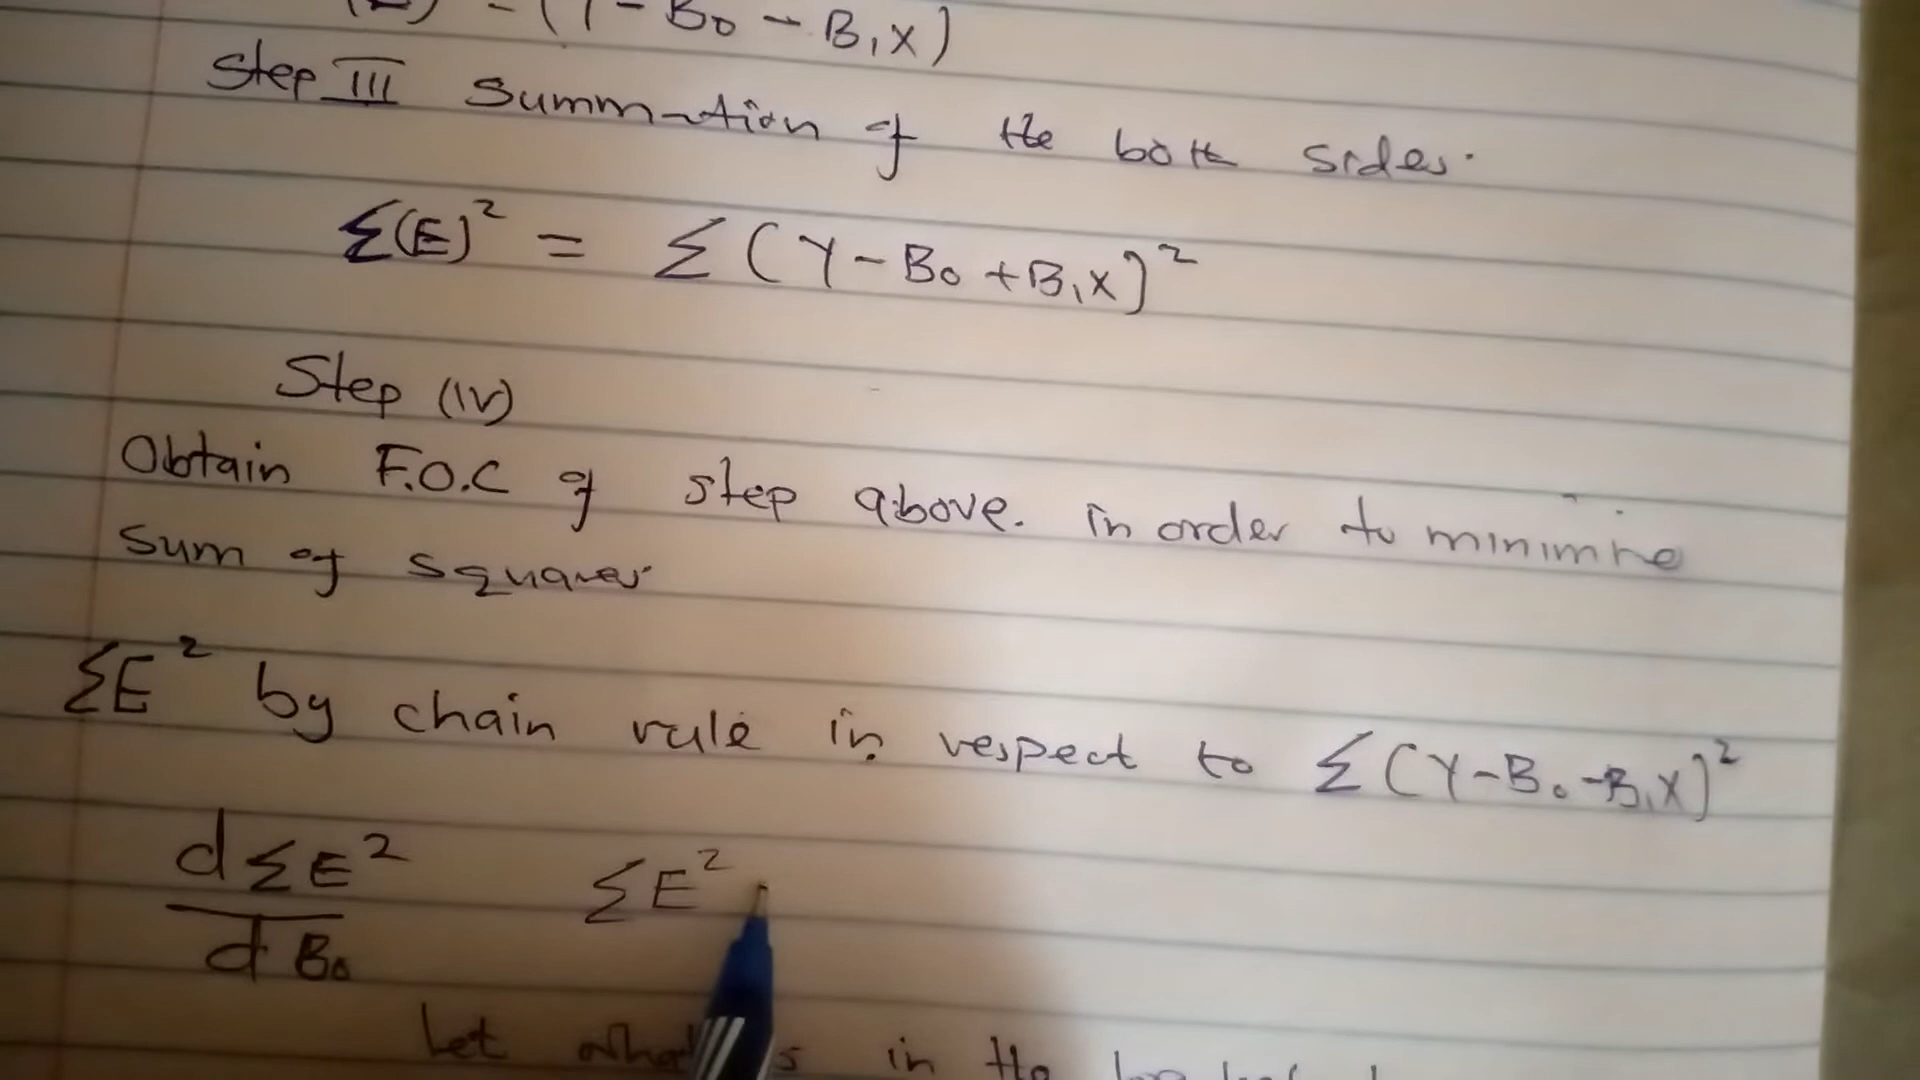 - (Y - B₀ - B₁X)
Step III Summation of the both sides.
Σ(E)² = Σ(Y - B₀ + B₁X)²
Step (IV)
Obtain F.O.C of step above. in order to minimize
sum of squares
ΣE² by chain rule in respect to Σ(Y - B₀ - B₁X)²
dΣE² ΣE²
dB₀
Let in the